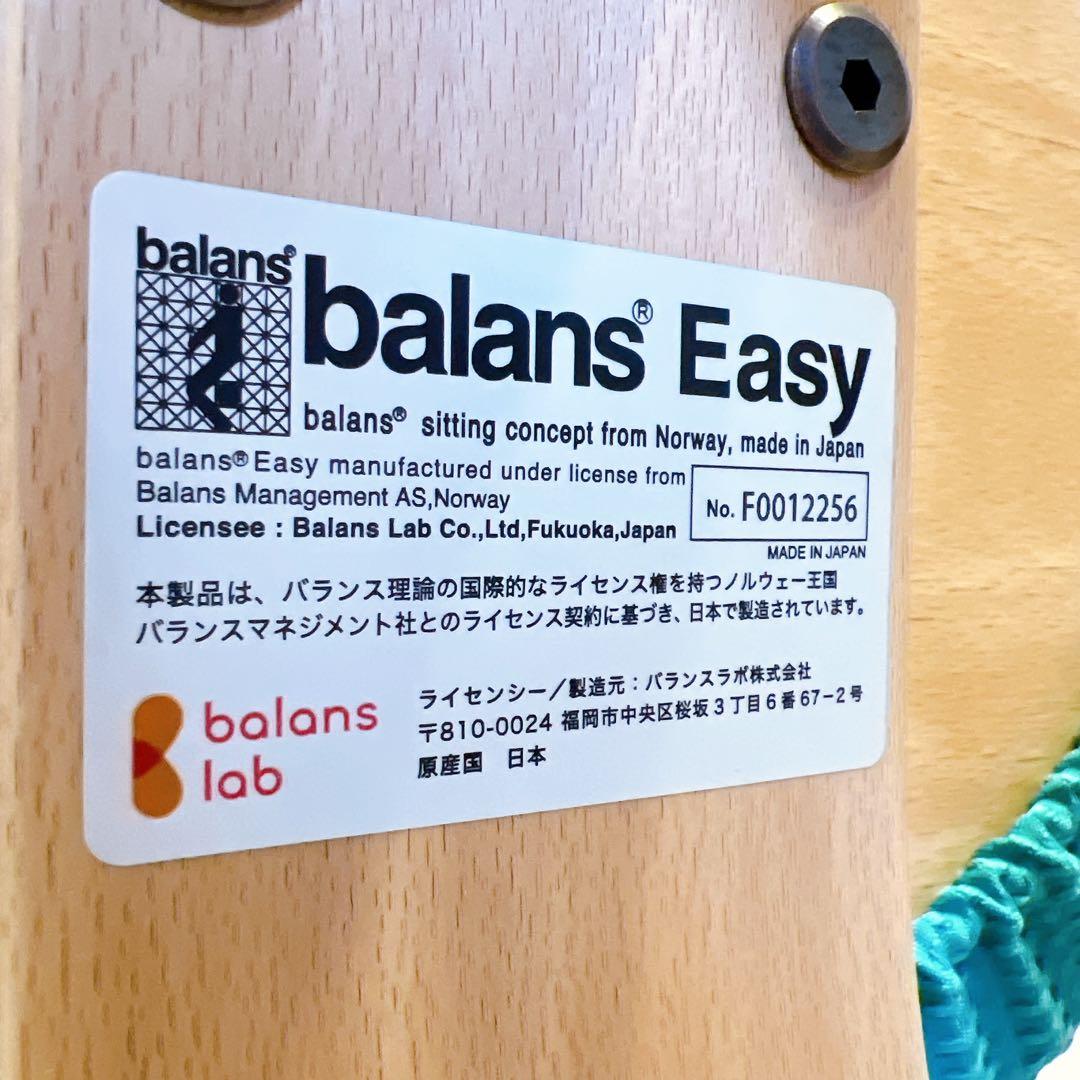 balans®
balans® Easy
balans® sitting concept from Norway, made in Japan
balans® Easy manufactured under license from
Balans Management AS,Norway
Licensee : Balans Lab Co.,Ltd,Fukuoka,Japan
No. F0012256
MADE IN JAPAN
本製品は、バランス理論の国際的なライセンス権を持つノルウェー王国
バランスマネジメント社とのライセンス契約に基づき、日本で製造されています。
balans
lab
ライセンシー/製造元:バランスラボ株式会社
〒810-0024 福岡市中央区桜坂3丁目6番67-2号
原産国 日本